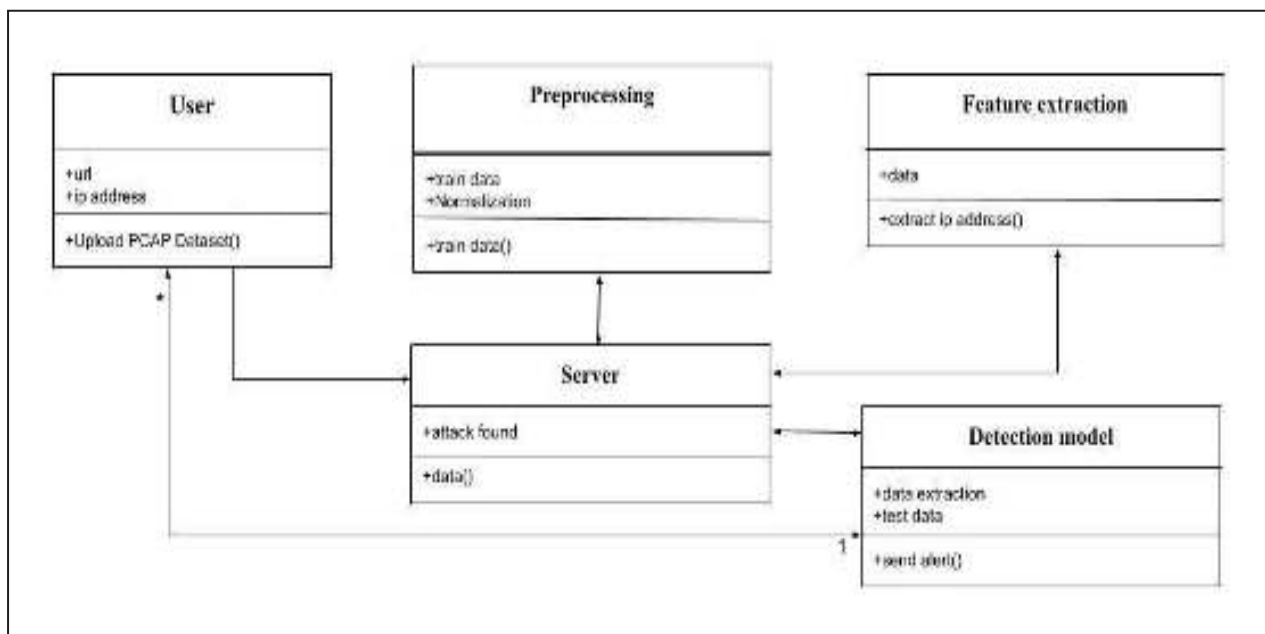 User
+url
+ip address
+Upload PCAP Dataset()
Preprocessing
+train data
+Normalization
+train data()
Feature extraction
+data
+extract ip address()
*
Server
+attack found
+data()
Detection model
+data extraction
+test data
+send alert()
1